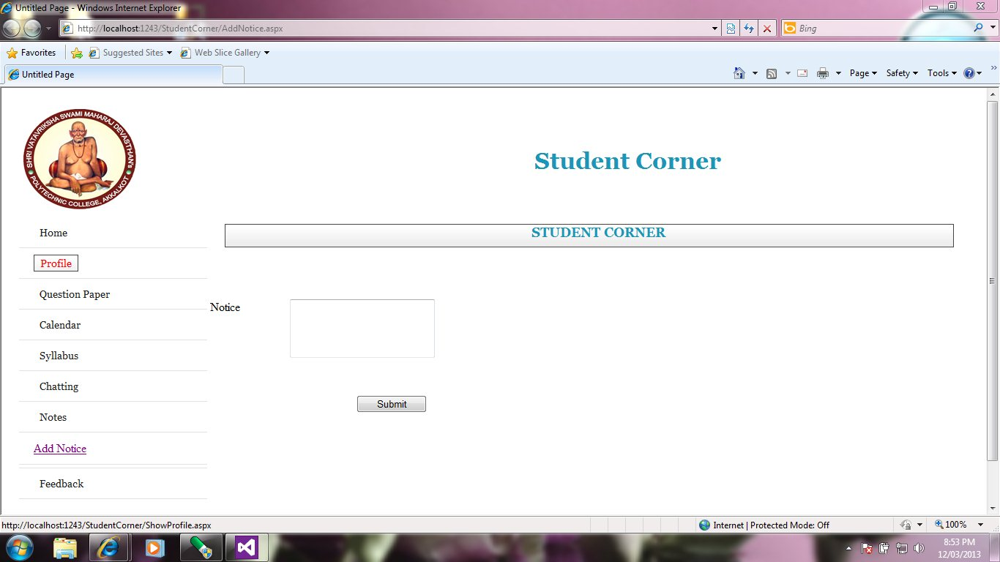 Untitled Page - Windows Internet Explorer
http://localhost:1243/StudentCorner/AddNotice.aspx
Bing
Favorites
Suggested Sites
Web Slice Gallery
Untitled Page
Page
Safety
Tools
SHRI VATAVRIKSHA SWAMI MAHARAJ DEVASTHAN'S
POLYTECHNIC COLLEGE, AKKALKOT
Student Corner
STUDENT CORNER
Home
Profile
Question Paper
Calendar
Syllabus
Chatting
Notes
Add Notice
Feedback
Notice
Submit
http://localhost:1243/StudentCorner/ShowProfile.aspx
Internet | Protected Mode: Off
100%
8:53 PM
12/03/2013